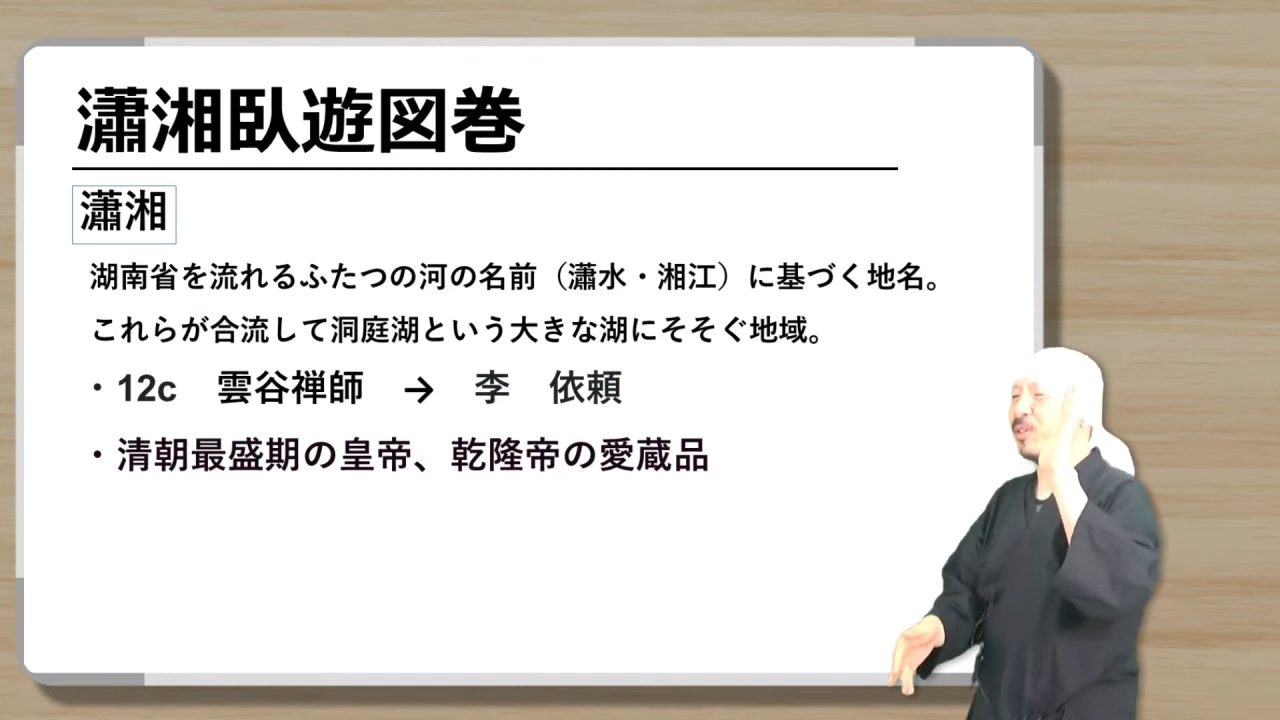 瀟湘臥遊図巻
瀟湘
湖南省を流れるふたつの河の名前（瀟水・湘江）に基づく地名。
これらが合流して洞庭湖という大きな湖にそそぐ地域。
・12c　雲谷禅師　→　李　依頼
・清朝最盛期の皇帝、乾隆帝の愛蔵品